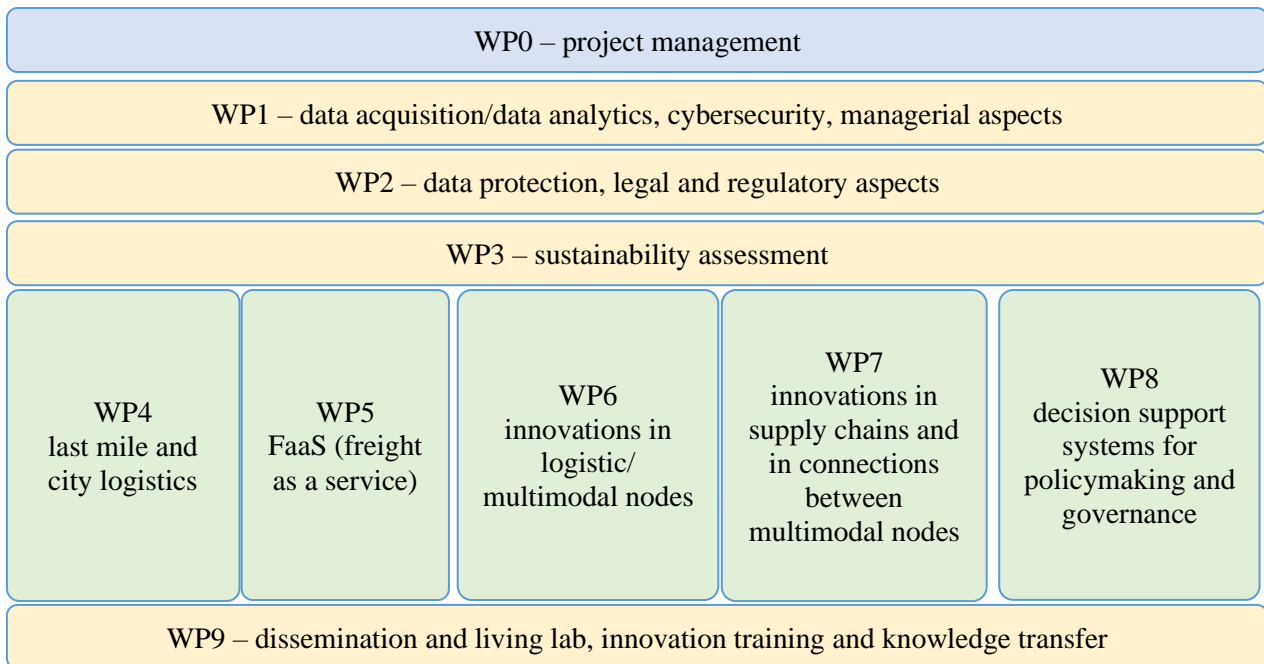 WP0 – project management
WP1 – data acquisition/data analytics, cybersecurity, managerial aspects
WP2 – data protection, legal and regulatory aspects
WP3 – sustainability assessment
WP4
last mile and
city logistics
WP5
FaaS (freight
as a service)
WP6
innovations in
logistic/
multimodal nodes
WP7
innovations in
supply chains and
in connections
between
multimodal nodes
WP8
decision support
systems for
policymaking and
governance
WP9 – dissemination and living lab, innovation training and knowledge transfer